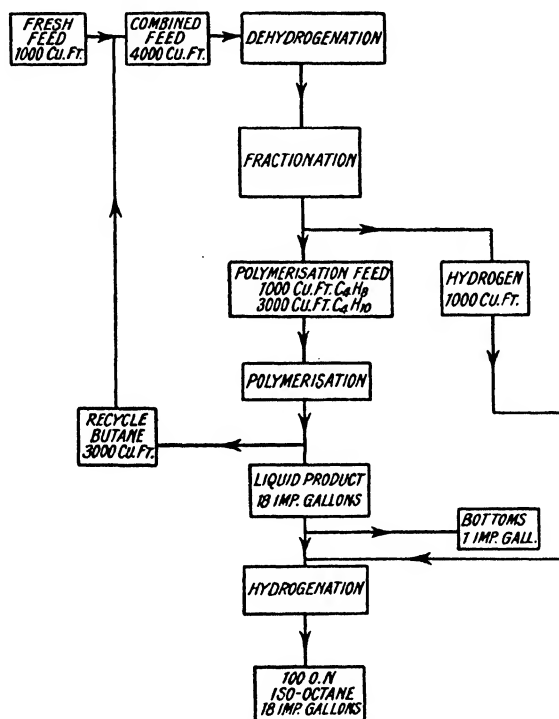 FRESH
FEED
1000 CU.FT.
COMBINED
FEED
4000 CU.FT.
DEHYDROGENATION
FRACTIONATION
POLYMERISATION FEED
1000 CU.FT. C4H8
3000 CU.FT. C4H10
HYDROGEN
1000 CU.FT.
POLYMERISATION
RECYCLE
BUTANE
3000 CU.FT.
LIQUID PRODUCT
18 IMP. GALLONS
BOTTOMS
1 IMP. GALL.
HYDROGENATION
100 O.N
ISO-OCTANE
18 IMP. GALLONS